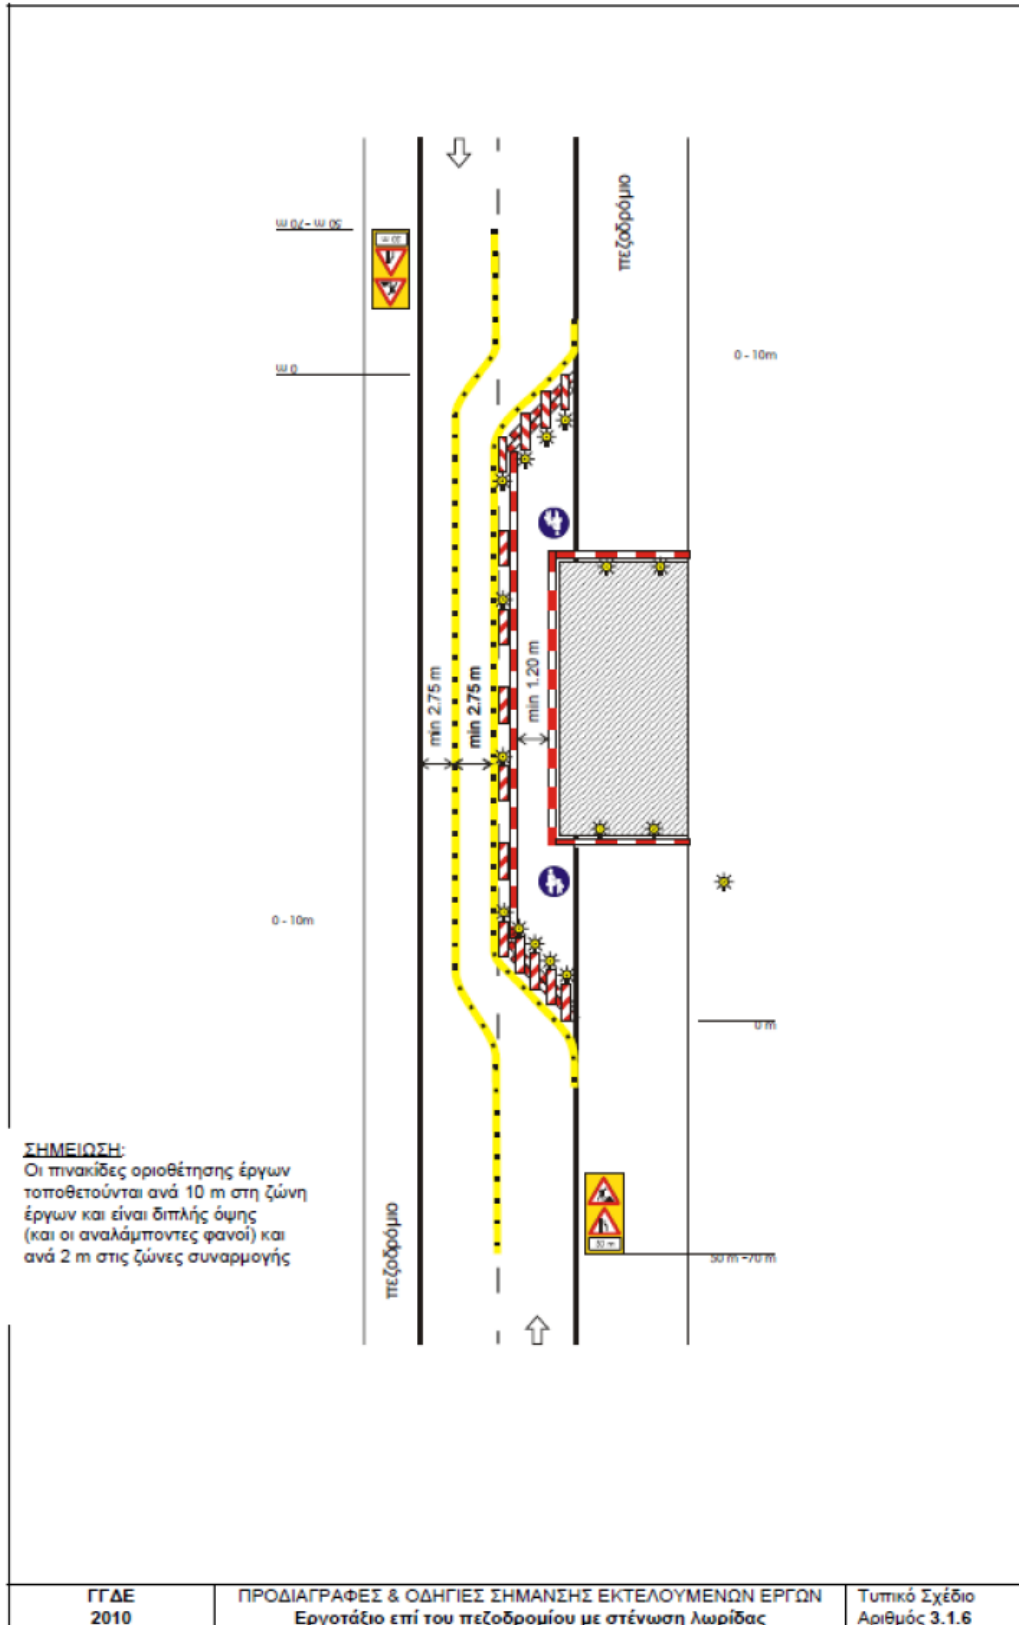 πεζοδρόμιο
50 m -70 m
30 m
0 m
0 - 10m
min 2.75 m
min 2.75 m
min 1.20 m
0 - 10m
0 m
ΣΗΜΕΙΩΣΗ:
Οι πινακίδες οριοθέτησης έργων
τοποθετούνται ανά 10 m στη ζώνη
έργων και είναι διπλής όψης
(και οι αναλάμποντες φανοί) και
ανά 2 m στις ζώνες συναρμογής
πεζοδρόμιο
50 m -70 m
ΓΓΔΕ
2010
ΠΡΟΔΙΑΓΡΑΦΕΣ & ΟΔΗΓΙΕΣ ΣΗΜΑΝΣΗΣ ΕΚΤΕΛΟΥΜΕΝΩΝ ΕΡΓΩΝ
Εργοτάξιο επί του πεζοδρομίου με στένωση λωρίδας
Τυπικό Σχέδιο
Αριθμός 3.1.6